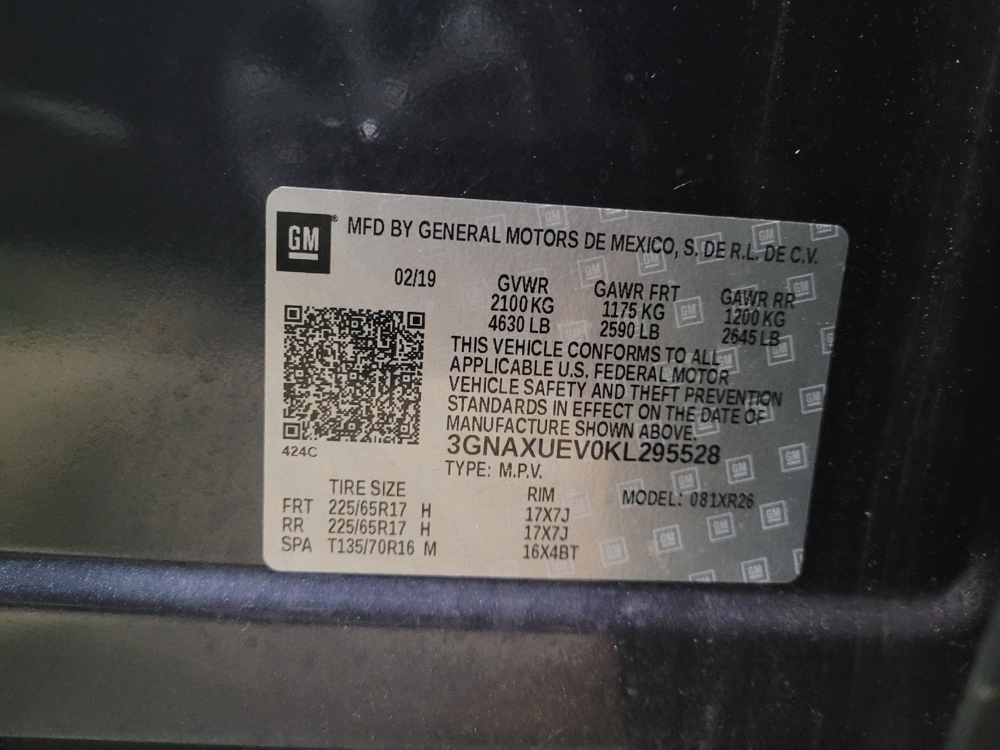 GM
MFD BY GENERAL MOTORS DE MEXICO, S. DE R.L. DE C.V.
02/19
GVWR
2100 KG
4630 LB
GAWR FRT
1175 KG
2590 LB
GAWR RR
1200 KG
2645 LB
THIS VEHICLE CONFORMS TO ALL
APPLICABLE U.S. FEDERAL MOTOR
VEHICLE SAFETY AND THEFT PREVENTION
STANDARDS IN EFFECT ON THE DATE OF
MANUFACTURE SHOWN ABOVE.
3GNAXUEV0KL295528
TYPE: M.P.V.
424C
TIRE SIZE RIM MODEL: 081XR26
FRT 225/65R17 H 17X7J
RR 225/65R17 H 17X7J
SPA T135/70R16 M 16X4BT